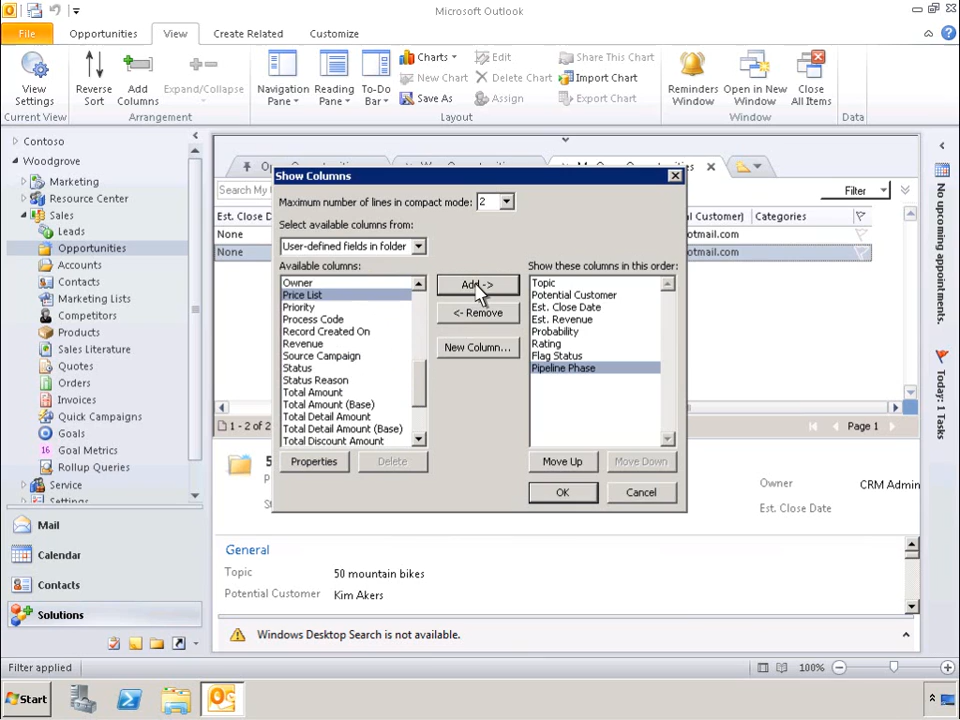 Microsoft Outlook
File
Opportunities
View
Create Related
Customize
View
Settings
Reverse
Sort
Add
Columns
Expand/Collapse
Navigation
Pane
Reading
Pane
To-Do
Bar
Charts
New Chart
Save As
Edit
Delete Chart
Assign
Share This Chart
Import Chart
Export Chart
Reminders
Window
Open in New
Window
Close
All Items
Current View
Arrangement
Layout
Window
Data
Contoso
Woodgrove
Marketing
Resource Center
Sales
Leads
Opportunities
Accounts
Contacts
Marketing Lists
Competitors
Products
Sales Literature
Quotes
Orders
Invoices
Quick Campaigns
Goals
16 Goal Metrics
Rollup Queries
Service
Settings
Mail
Calendar
Contacts
Solutions
Search My
Filter
Est. Close D
Customer)
Categories
None
otmail.com
None
otmail.com
1 - 2 of 2
Page 1
Show Columns
Maximum number of lines in compact mode: 2
Select available columns from:
User-defined fields in folder
Available columns:
Owner
Price List
Priority
Process Code
Record Created On
Revenue
Source Campaign
Status
Status Reason
Total Amount
Total Amount (Base)
Total Detail Amount
Total Detail Amount (Base)
Total Discount Amount
Add ->
<- Remove
New Column...
Show these columns in this order:
Topic
Potential Customer
Est. Close Date
Est. Revenue
Probability
Rating
Flag Status
Pipeline Phase
Properties
Delete
Move Up
Move Down
OK
Cancel
Owner
CRM Admin
Est. Close Date
General
Topic
50 mountain bikes
Potential Customer
Kim Akers
Windows Desktop Search is not available.
No upcoming appointments.
Today: 1 Tasks
Filter applied
100%
Start